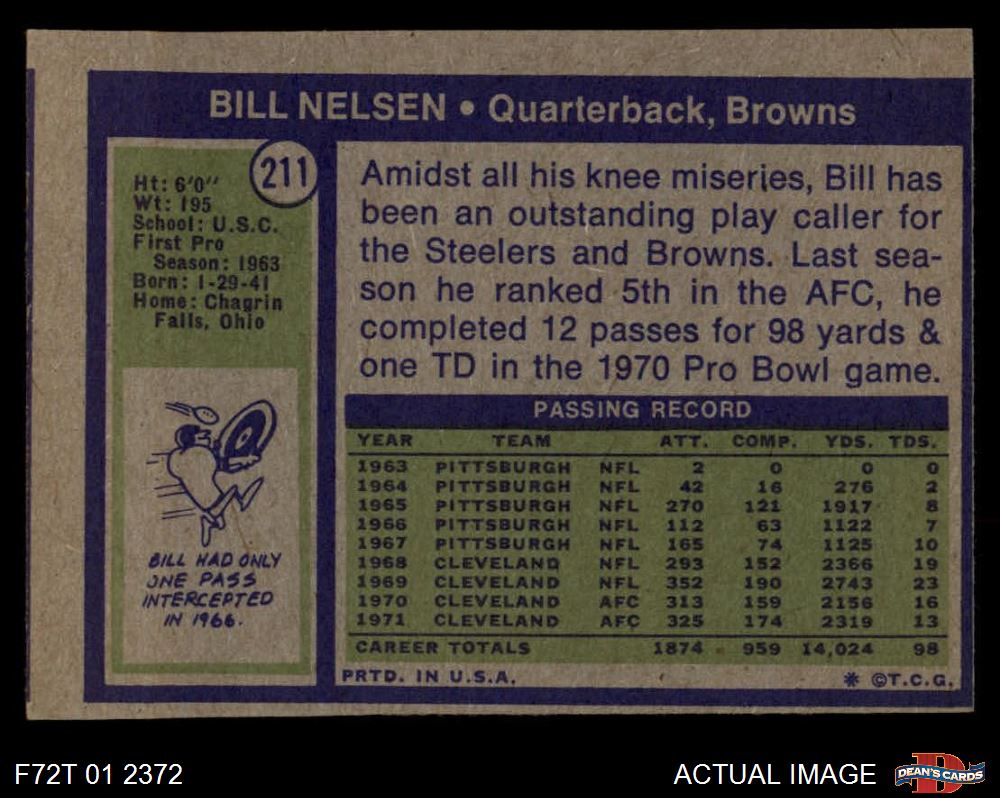 BILL NELSEN • Quarterback, Browns
211
Ht: 6'0"
Wt: 195
School: U.S.C.
First Pro
Season: 1963
Born: 1-29-41
Home: Chagrin
Falls, Ohio
Amidst all his knee miseries, Bill has
been an outstanding play caller for
the Steelers and Browns. Last sea-
son he ranked 5th in the AFC, he
completed 12 passes for 98 yards &
one TD in the 1970 Pro Bowl game.
BILL HAD ONLY
ONE PASS
INTERCEPTED
IN 1966.
PASSING RECORD
YEAR TEAM ATT. COMP. YDS. TDS.
1963 PITTSBURGH NFL 2 0 0 0
1964 PITTSBURGH NFL 42 16 276 2
1965 PITTSBURGH NFL 270 121 1917 8
1966 PITTSBURGH NFL 112 63 1122 7
1967 PITTSBURGH NFL 165 74 1125 10
1968 CLEVELAND NFL 293 152 2366 19
1969 CLEVELAND NFL 352 190 2743 23
1970 CLEVELAND AFC 313 159 2156 16
1971 CLEVELAND AFC 325 174 2319 13
CAREER TOTALS 1874 959 14,024 98
PRTD. IN U.S.A. * ©T.C.G.
F72T 01 2372
ACTUAL IMAGE
D
DEAN'S CARDS